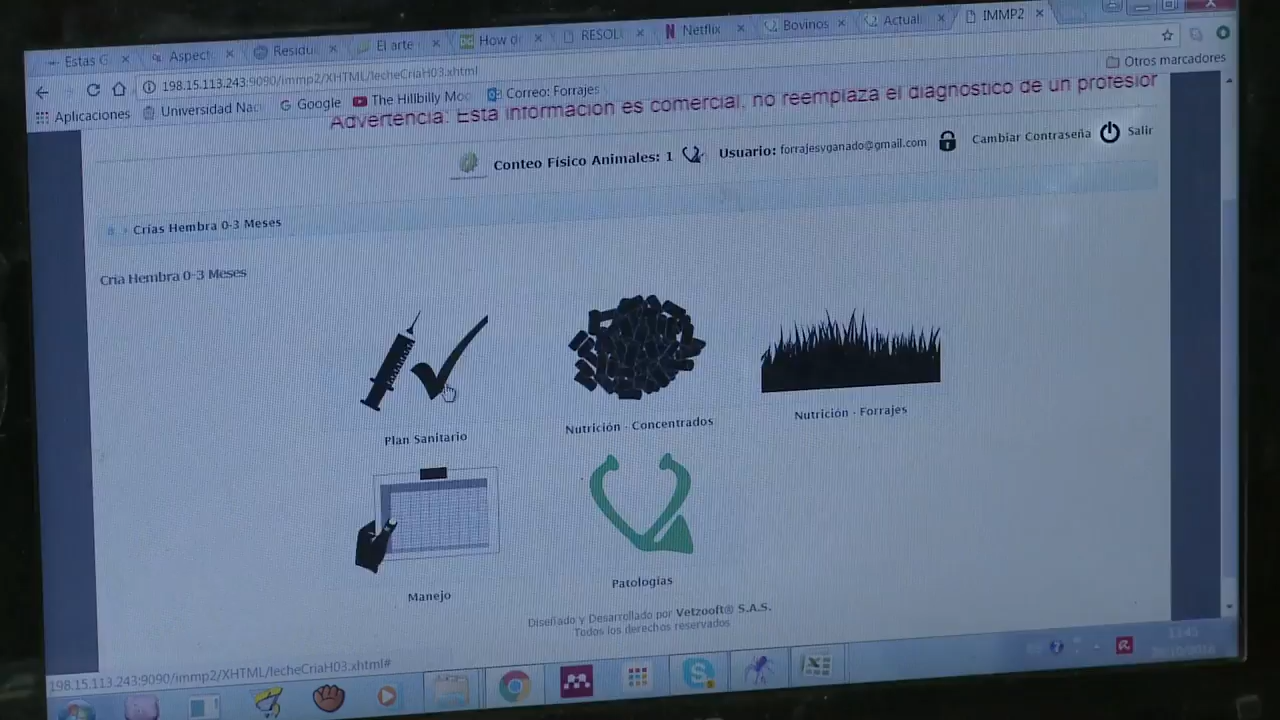 Estas G
Aspect
Residu
El arte
How d
RESOL
Netflix
Bovinos
Actuali
IMMP2
198.15.113.243:9090/immp2/XHTML/lecheCriaH03.xhtml
Aplicaciones
Universidad Nac
Google
The Hillbilly Moo
Correo: Forrajes
Otros marcadores
Advertencia: Esta información es comercial, no reemplaza el diagnostico de un profesior
Conteo Físico Animales: 1
Usuario: forrajesyganado@gmail.com
Cambiar Contraseña
Salir
Crías Hembra 0-3 Meses
Cría Hembra 0-3 Meses
Plan Sanitario
Nutrición - Concentrados
Nutrición - Forrajes
Manejo
Patologías
Diseñado y Desarrollado por Vetzooft® S.A.S.
Todos los derechos reservados
198.15.113.243:9090/immp2/XHTML/lecheCriaH03.xhtml#